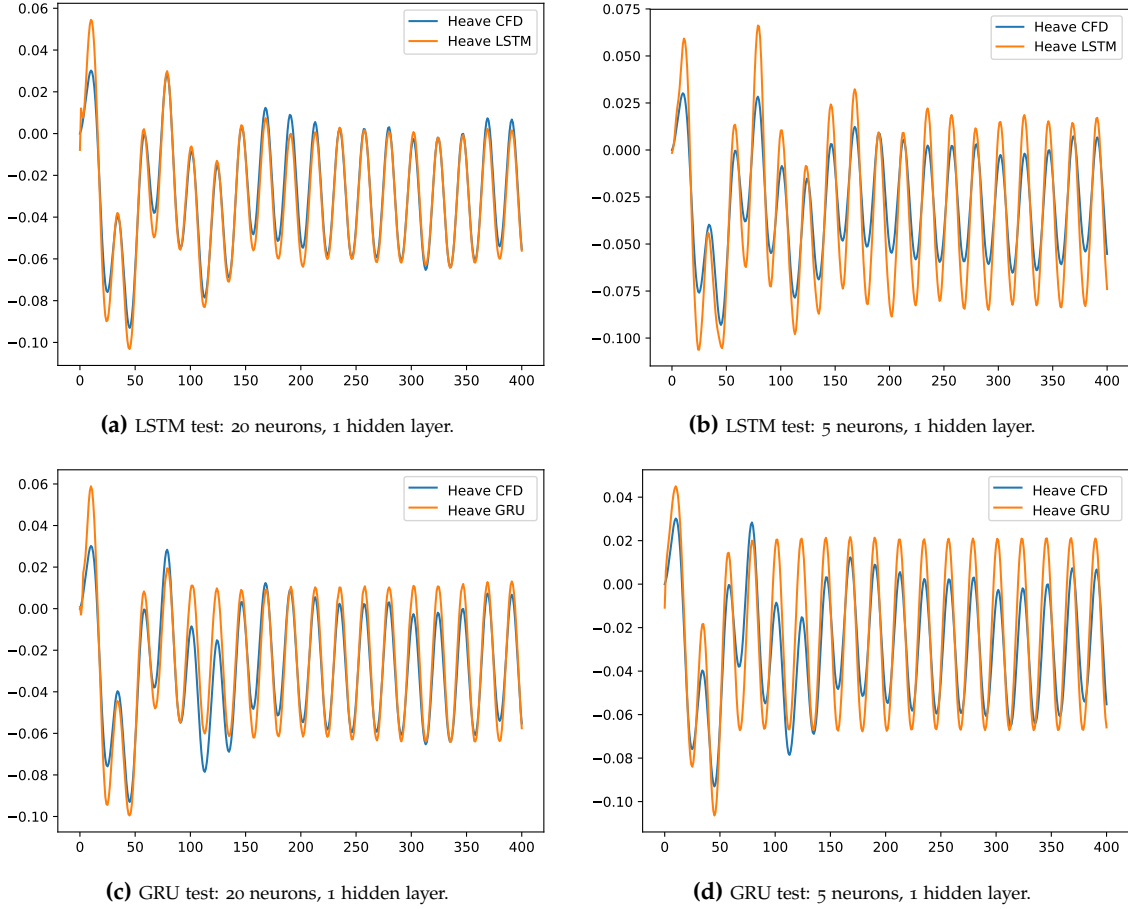 0.06
0.04
0.02
0.00
−0.02
−0.04
−0.06
−0.08
−0.10
0 50 100 150 200 250 300 350 400
Heave CFD
Heave LSTM
(a) LSTM test: 20 neurons, 1 hidden layer.
0.075
0.050
0.025
0.000
−0.025
−0.050
−0.075
−0.100
0 50 100 150 200 250 300 350 400
Heave CFD
Heave LSTM
(b) LSTM test: 5 neurons, 1 hidden layer.
0.06
0.04
0.02
0.00
−0.02
−0.04
−0.06
−0.08
−0.10
0 50 100 150 200 250 300 350 400
Heave CFD
Heave GRU
(c) GRU test: 20 neurons, 1 hidden layer.
0.04
0.02
0.00
−0.02
−0.04
−0.06
−0.08
−0.10
0 50 100 150 200 250 300 350 400
Heave CFD
Heave GRU
(d) GRU test: 5 neurons, 1 hidden layer.